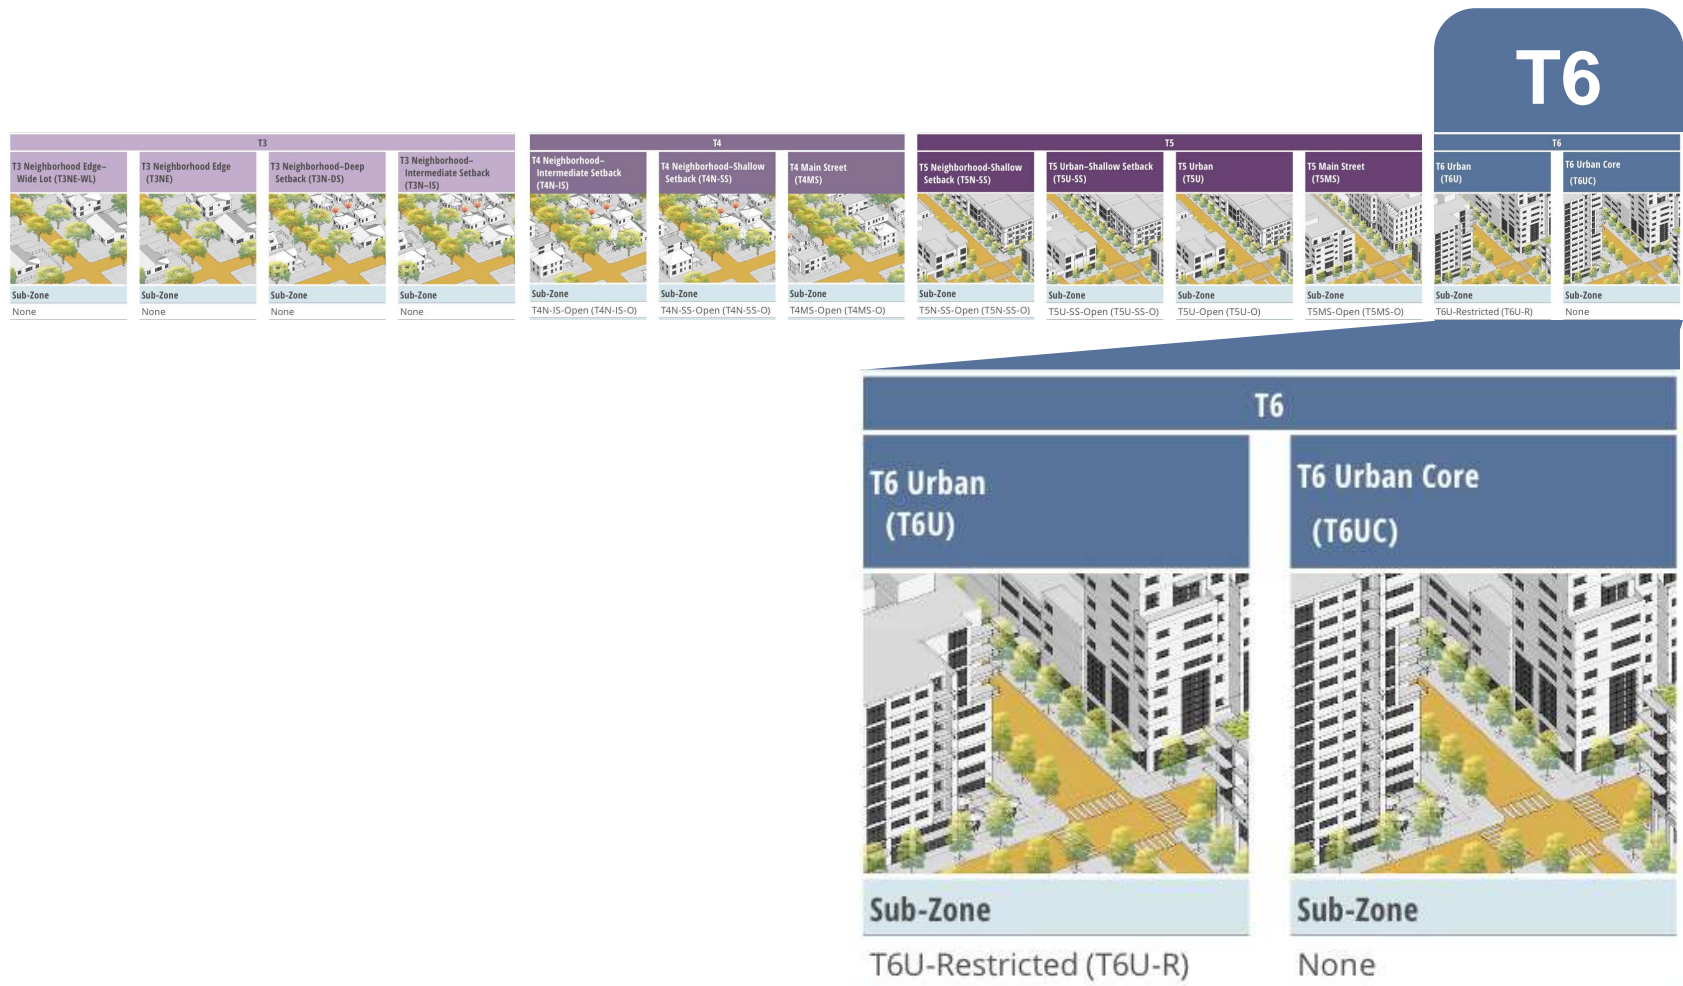 T6
T3
T3 Neighborhood Edge–
Wide Lot (T3NE-WL)
T3 Neighborhood Edge
(T3NE)
T3 Neighborhood–Deep
Setback (T3N-DS)
T3 Neighborhood–
Intermediate Setback
(T3N–IS)
Sub-Zone
None
Sub-Zone
None
Sub-Zone
None
Sub-Zone
None
T4
T4 Neighborhood–
Intermediate Setback
(T4N-IS)
T4 Neighborhood–Shallow
Setback (T4N-SS)
T4 Main Street
(T4MS)
Sub-Zone
T4N-IS-Open (T4N-IS-O)
Sub-Zone
T4N-SS-Open (T4N-SS-O)
Sub-Zone
T4MS-Open (T4MS-O)
T5
T5 Neighborhood-Shallow
Setback (T5N-SS)
T5 Urban–Shallow Setback
(T5U-SS)
T5 Urban
(T5U)
T5 Main Street
(T5MS)
Sub-Zone
T5N-SS-Open (T5N-SS-O)
Sub-Zone
T5U-SS-Open (T5U-SS-O)
Sub-Zone
T5U-Open (T5U-O)
Sub-Zone
T5MS-Open (T5MS-O)
T6
T6 Urban
(T6U)
T6 Urban Core
(T6UC)
Sub-Zone
T6U-Restricted (T6U-R)
Sub-Zone
None
T6
T6 Urban
(T6U)
T6 Urban Core
(T6UC)
Sub-Zone
T6U-Restricted (T6U-R)
Sub-Zone
None